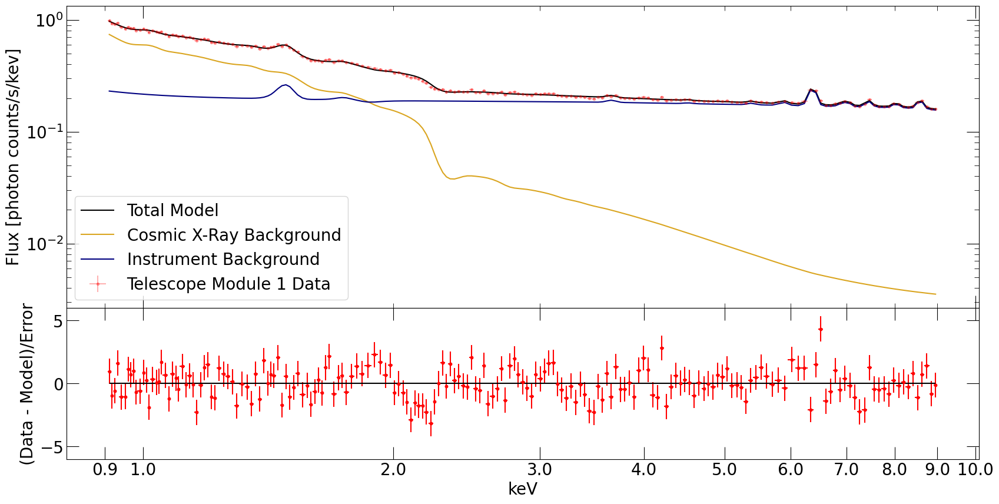 Flux [photon counts/s/kev]
10⁰
10⁻¹
10⁻²
Total Model
Cosmic X-Ray Background
Instrument Background
Telescope Module 1 Data
(Data - Model)/Error
5
0
−5
0.9 1.0 2.0 3.0 4.0 5.0 6.0 7.0 8.0 9.0 10.0
keV